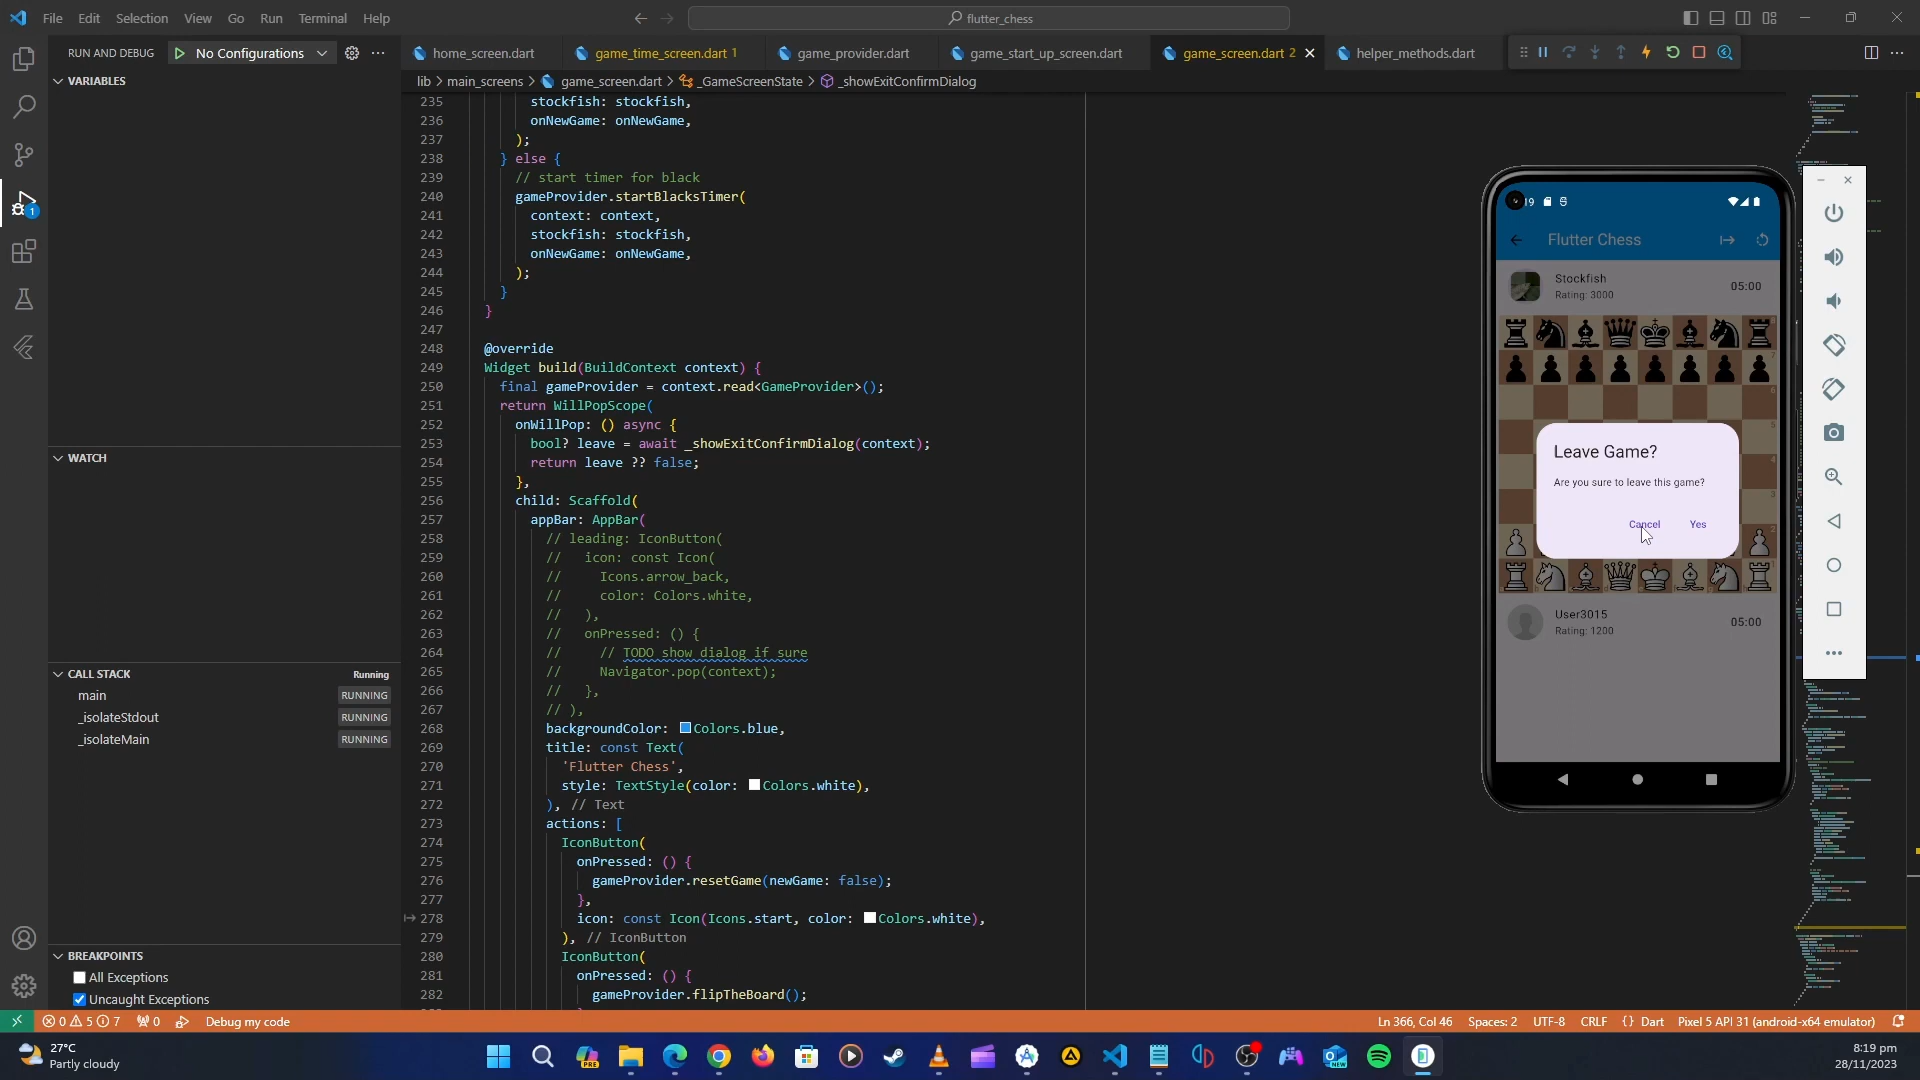 File Edit Selection View Go Run Terminal Help
flutter_chess
RUN AND DEBUG
No Configurations
home_screen.dart
game_time_screen.dart 1
game_provider.dart
game_start_up_screen.dart
game_screen.dart 2
helper_methods.dart
lib > main_screens > game_screen.dart > _GameScreenState > _showExitConfirmDialog
VARIABLES
WATCH
CALL STACK
Running
main
RUNNING
_isolateStdout
RUNNING
_isolateMain
RUNNING
BREAKPOINTS
All Exceptions
Uncaught Exceptions
235 stockfish: stockfish,
236 onNewGame: onNewGame,
237 );
238 } else {
239 // start timer for black
240 gameProvider.startBlacksTimer(
241 context: context,
242 stockfish: stockfish,
243 onNewGame: onNewGame,
244 );
245 }
246 }
247
248 @override
249 Widget build(BuildContext context) {
250 final gameProvider = context.read<GameProvider>();
251 return WillPopScope(
252 onWillPop: () async {
253 bool? leave = await _showExitConfirmDialog(context);
254 return leave ?? false;
255 },
256 child: Scaffold(
257 appBar: AppBar(
258 // leading: IconButton(
259 // icon: const Icon(
260 // Icons.arrow_back,
261 // color: Colors.white,
262 // ),
263 // onPressed: () {
264 // // TODO show dialog if sure
265 // Navigator.pop(context);
266 // },
267 // ),
268 backgroundColor: Colors.blue,
269 title: const Text(
270 'Flutter Chess',
271 style: TextStyle(color: Colors.white),
272 ), // Text
273 actions: [
274 IconButton(
275 onPressed: () {
276 gameProvider.resetGame(newGame: false);
277 },
278 icon: const Icon(Icons.start, color: Colors.white),
279 ), // IconButton
280 IconButton(
281 onPressed: () {
282 gameProvider.flipTheBoard();
19
Flutter Chess
Stockfish
Rating: 3000
05:00
Leave Game?
Are you sure to leave this game?
Cancel Yes
User3015
Rating: 1200
05:00
0 5 7 0 Debug my code
Ln 366, Col 46 Spaces: 2 UTF-8 CRLF {} Dart Pixel 5 API 31 (android-x64 emulator)
27°C
Partly cloudy
8:19 pm
28/11/2023